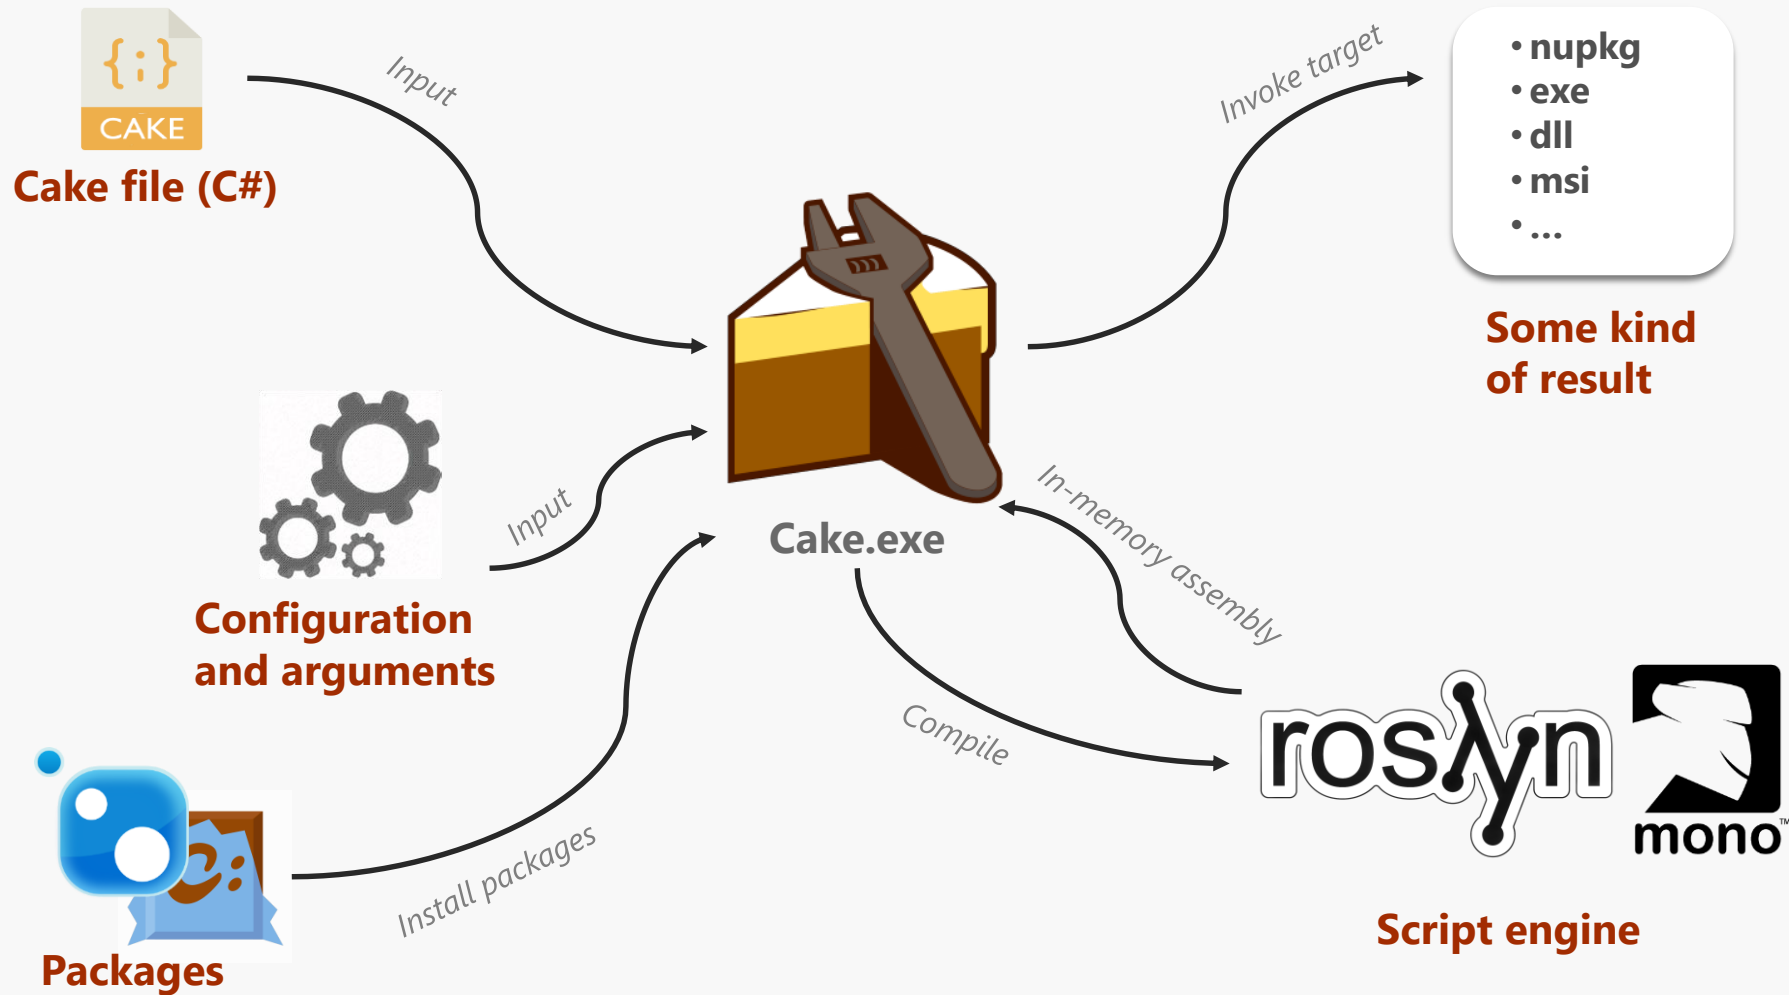 {;}
CAKE
Cake file (C#)
Input
Invoke target
• nupkg
• exe
• dll
• msi
• ...
Some kind
of result
Input
Configuration
and arguments
Cake.exe
In-memory assembly
Compile
Install packages
C:
Packages
roslyn
mono™
Script engine